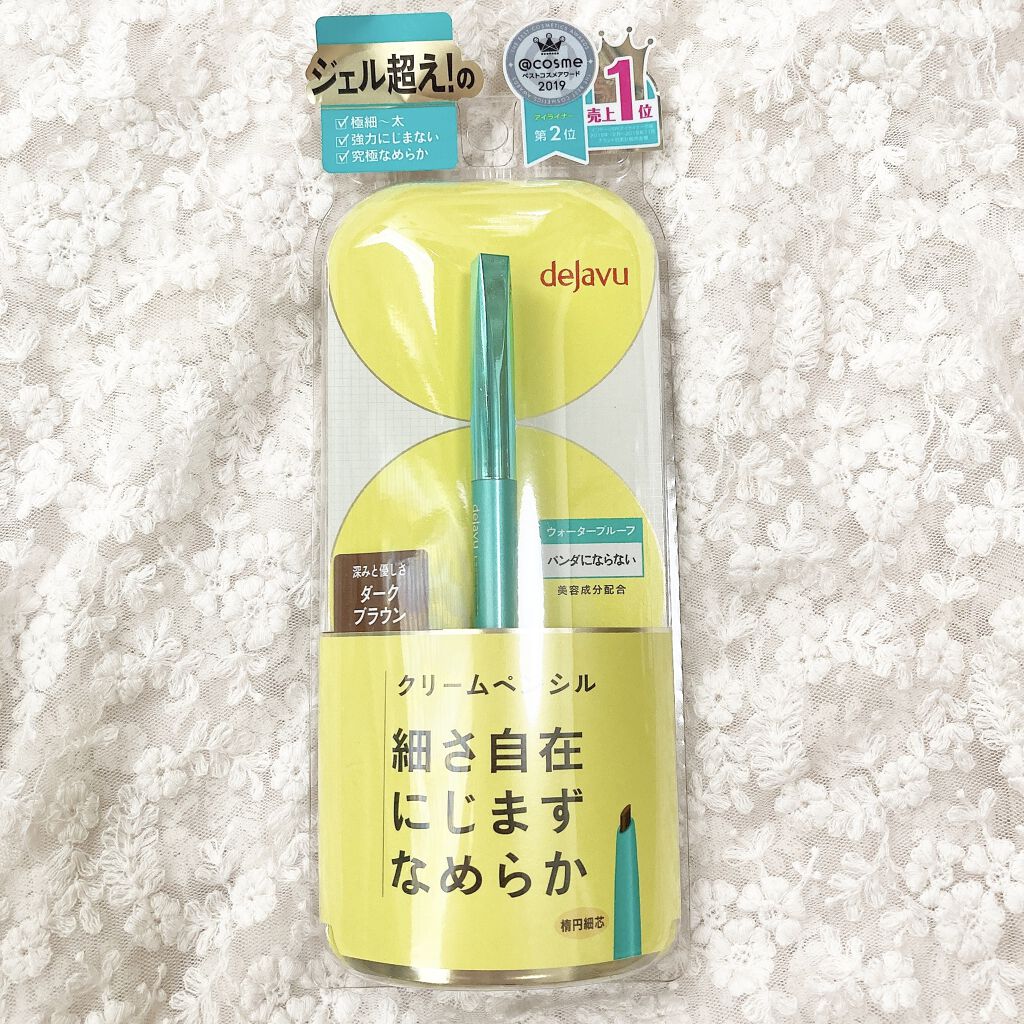 ジェル超え!の
極細~太
強力ににじまない
究極なめらか
@cosme
ベストコスメアワード
2019
アイライナー
第2位
売上1位
dejavu
dejavu
ウォータープルーフ
パンダにならない
美容成分配合
深みと優しさ
ダーク
ブラウン
クリームペンシル
細さ自在
にじまず
なめらか
楕円細芯